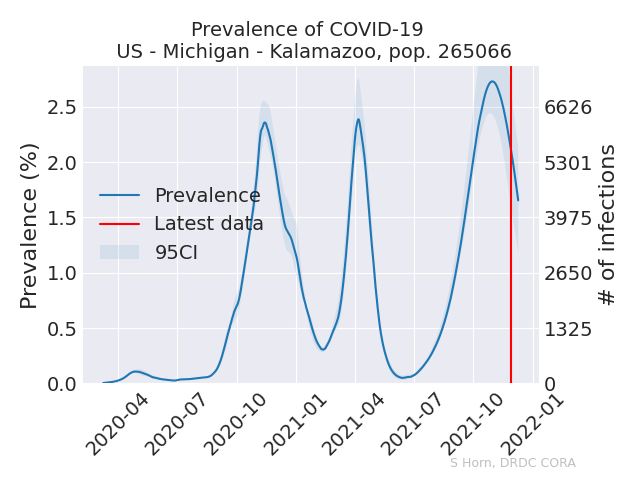 Prevalence of COVID-19
US - Michigan - Kalamazoo, pop. 265066
Prevalence (%)
2.5
2.0
1.5
1.0
0.5
0.0
Prevalence
Latest data
95CI
6626
5301
3975
2650
1325
0
# of infections
2020-04
2020-07
2020-10
2021-01
2021-04
2021-07
2021-10
2022-01
S Horn, DRDC CORA